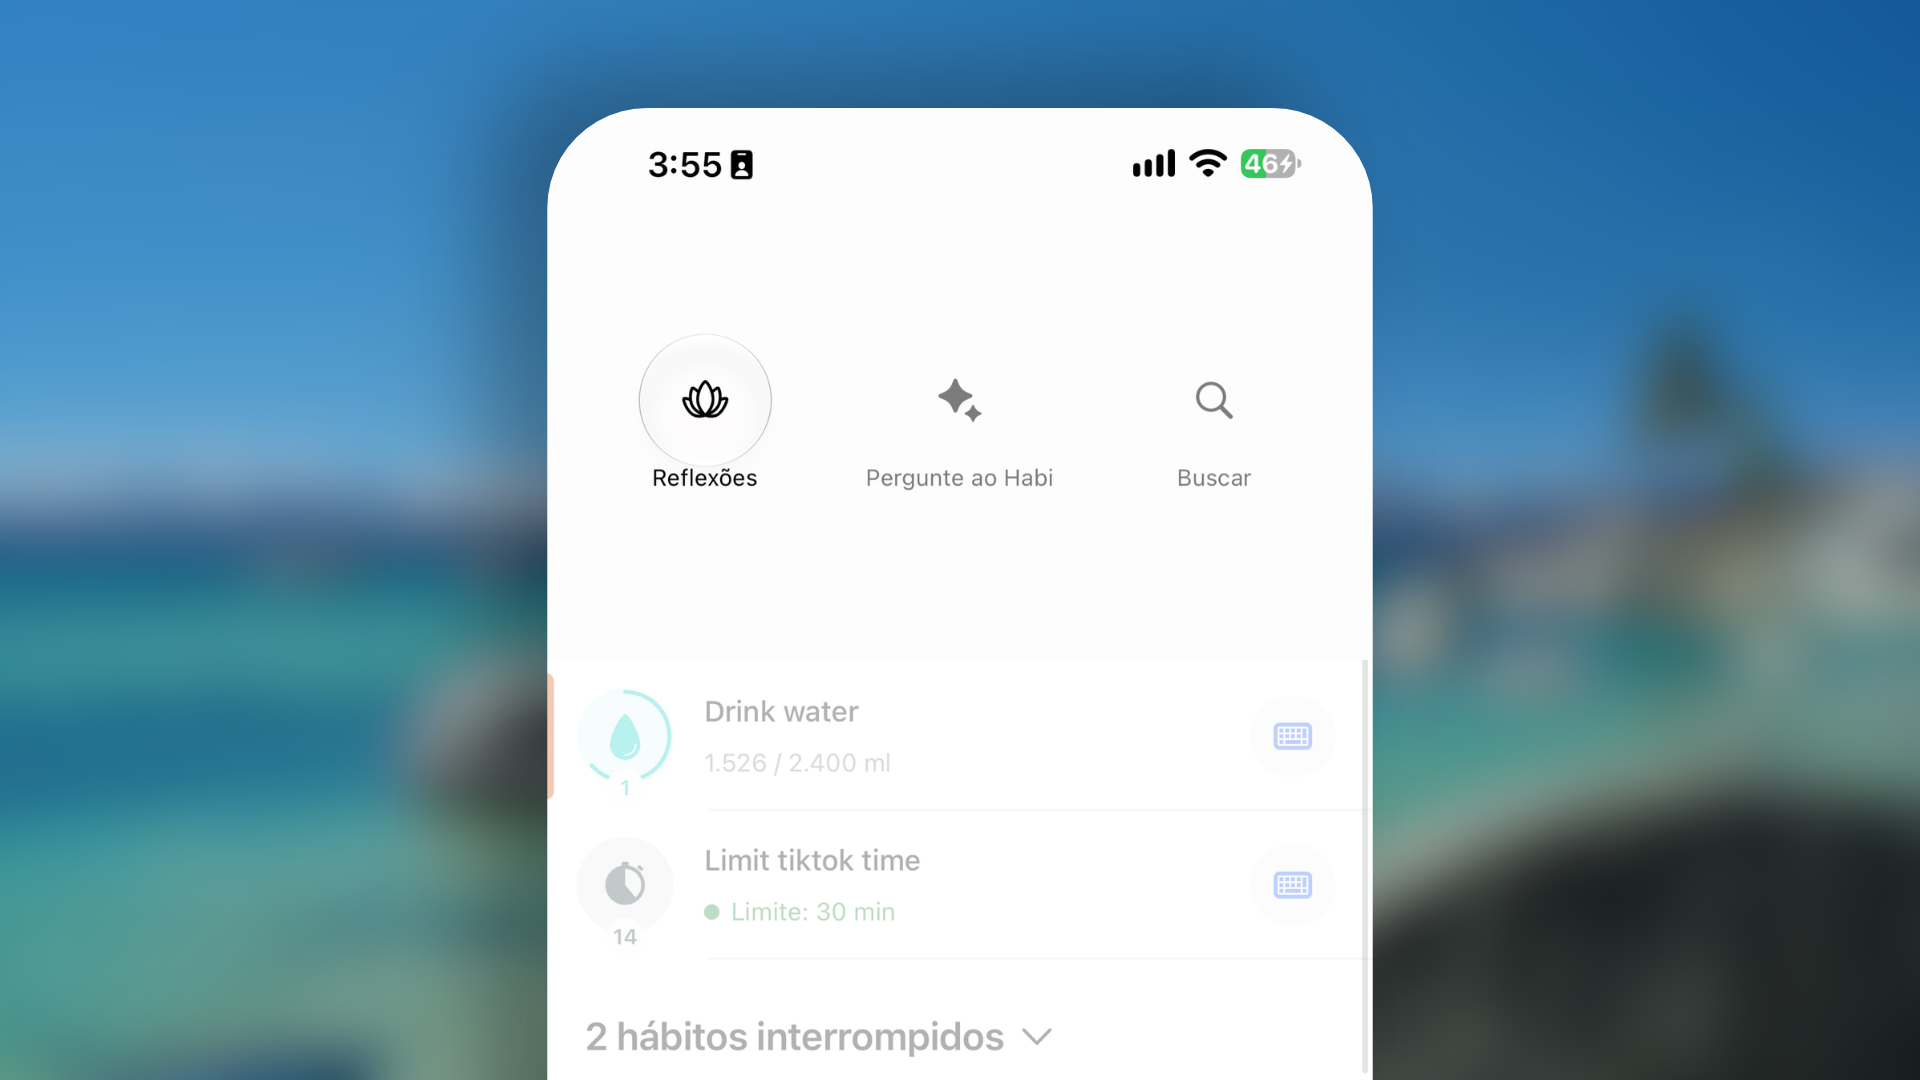 3:55
46
Reflexões
Pergunte ao Habi
Buscar
Drink water
1.526 / 2.400 ml
1
Limit tiktok time
Limite: 30 min
14
2 hábitos interrompidos